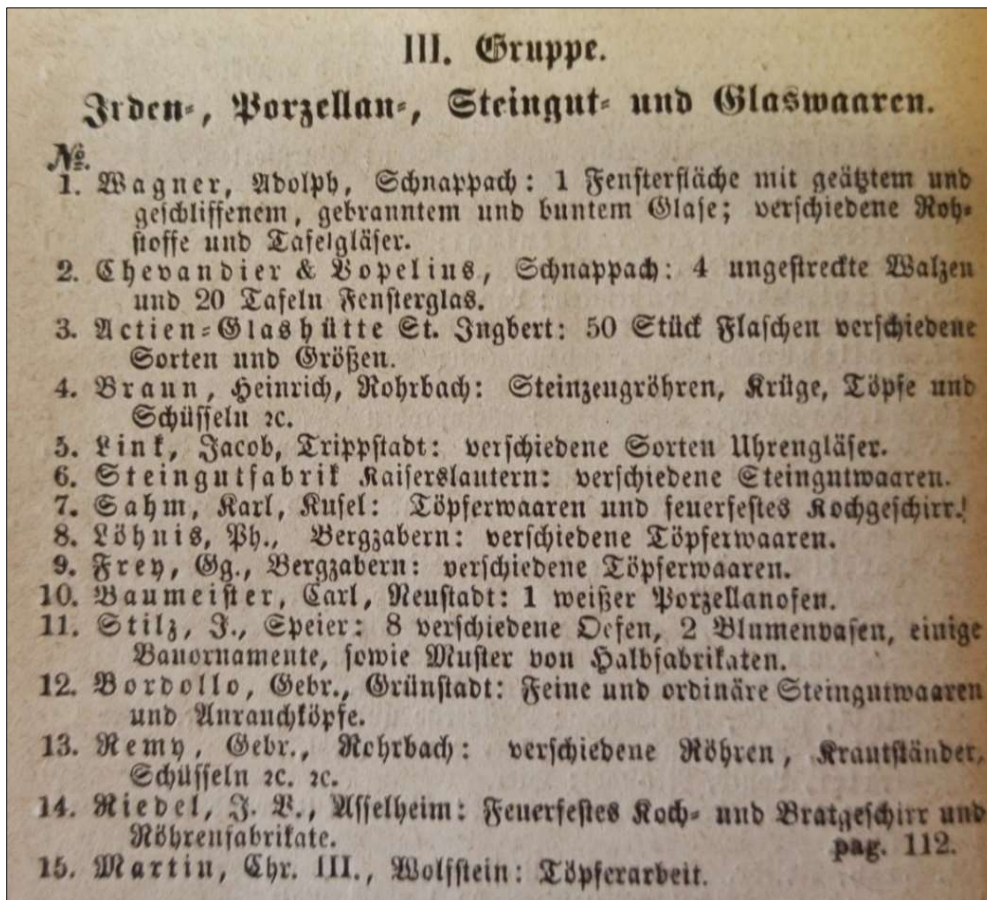 III. Gruppe.
Irden-, Porzellan-, Steingut- und Glaswaaren.
№.
1. Wagner, Adolph, Schnappach: 1 Fensterfläche mit geätztem und
geschliffenem, gebranntem und buntem Glase; verschiedene Roh-
stoffe und Tafelgläser.
2. Chevandier & Vopelius, Schnappach: 4 ungestreckte Walzen
und 20 Tafeln Fensterglas.
3. Actien-Glashütte St. Ingbert: 50 Stück Flaschen verschiedene
Sorten und Größen.
4. Braun, Heinrich, Rohrbach: Steinzeugröhren, Krüge, Töpfe und
Schüsseln ꝛc.
5. Link, Jacob, Trippstadt: verschiedene Sorten Uhrengläser.
6. Steingutfabrik Kaiserslautern: verschiedene Steingutwaaren.
7. Sahm, Karl, Kusel: Töpferwaaren und feuerfestes Kochgeschirr.
8. Löhnis, Ph., Bergzabern: verschiedene Töpferwaaren.
9. Frey, Gg., Bergzabern: verschiedene Töpferwaaren.
10. Baumeister, Carl, Neustadt: 1 weißer Porzellanofen.
11. Stilz, J., Speier: 8 verschiedene Oefen, 2 Blumenvasen, einige
Bauornamente, sowie Muster von Halbfabrikaten.
12. Bordollo, Gebr., Grünstadt: Feine und ordinäre Steingutwaaren
und Anrauchköpfe.
13. Remy, Gebr., Rohrbach: verschiedene Röhren, Krautständer,
Schüsseln ꝛc. ꝛc.
14. Riedel, J. V., Asselheim: Feuerfestes Koch- und Bratgeschirr und
Röhrenfabrikate. pag. 112.
15. Martin, Chr. III., Wolfstein: Töpferarbeit.